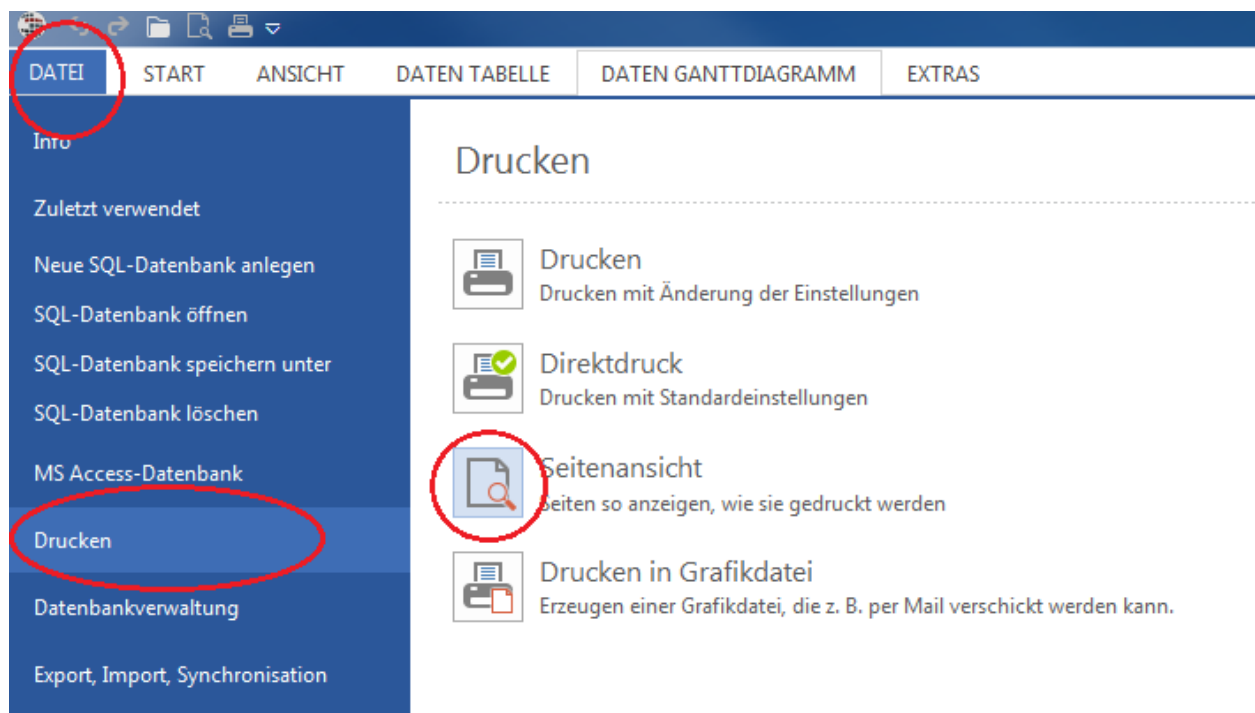 DATEI START ANSICHT DATEN TABELLE DATEN GANTTDIAGRAMM EXTRAS
Info
Zuletzt verwendet
Neue SQL-Datenbank anlegen
SQL-Datenbank öffnen
SQL-Datenbank speichern unter
SQL-Datenbank löschen
MS Access-Datenbank
Drucken
Datenbankverwaltung
Export, Import, Synchronisation
Drucken
Drucken
Drucken mit Änderung der Einstellungen
Direktdruck
Drucken mit Standardeinstellungen
Seitenansicht
Seiten so anzeigen, wie sie gedruckt werden
Drucken in Grafikdatei
Erzeugen einer Grafikdatei, die z. B. per Mail verschickt werden kann.